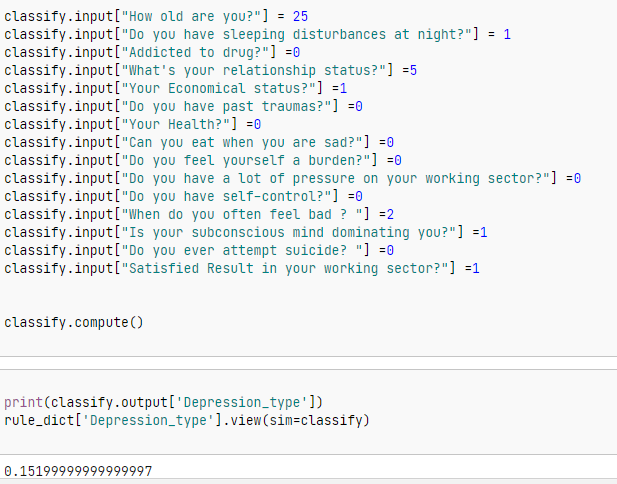 classify.input["How old are you?"] = 25
classify.input["Do you have sleeping disturbances at night?"] = 1
classify.input["Addicted to drug?"] =0
classify.input["What's your relationship status?"] =5
classify.input["Your Economical status?"] =1
classify.input["Do you have past traumas?"] =0
classify.input["Your Health?"] =0
classify.input["Can you eat when you are sad?"] =0
classify.input["Do you feel yourself a burden?"] =0
classify.input["Do you have a lot of pressure on your working sector?"] =0
classify.input["Do you have self-control?"] =0
classify.input["When do you often feel bad ? "] =2
classify.input["Is your subconscious mind dominating you?"] =1
classify.input["Do you ever attempt suicide? "] =0
classify.input["Satisfied Result in your working sector?"] =1
classify.compute()
print(classify.output['Depression_type'])
rule_dict['Depression_type'].view(sim=classify)
0.15199999999999997